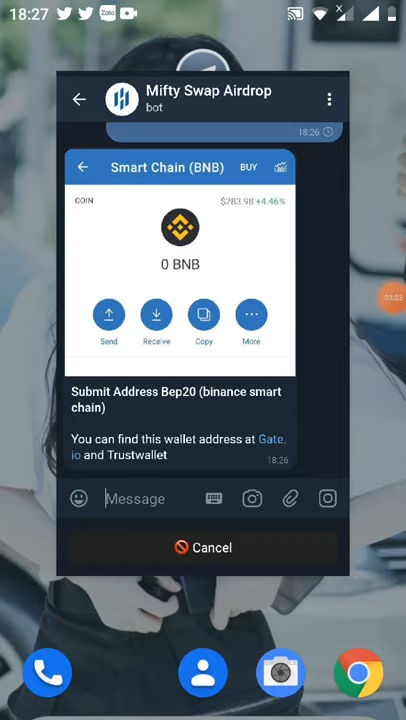 18:27
Zalo
Mifty Swap Airdrop
bot
18.26
Smart Chain (BNB)
BUY
COIN
$283.98 +4.46%
0 BNB
Send
Receive
Copy
More
Submit Address Bep20 (binance smart
chain)
You can find this wallet address at Gate.
io and Trustwallet
18:26
Message
Cancel
03:03